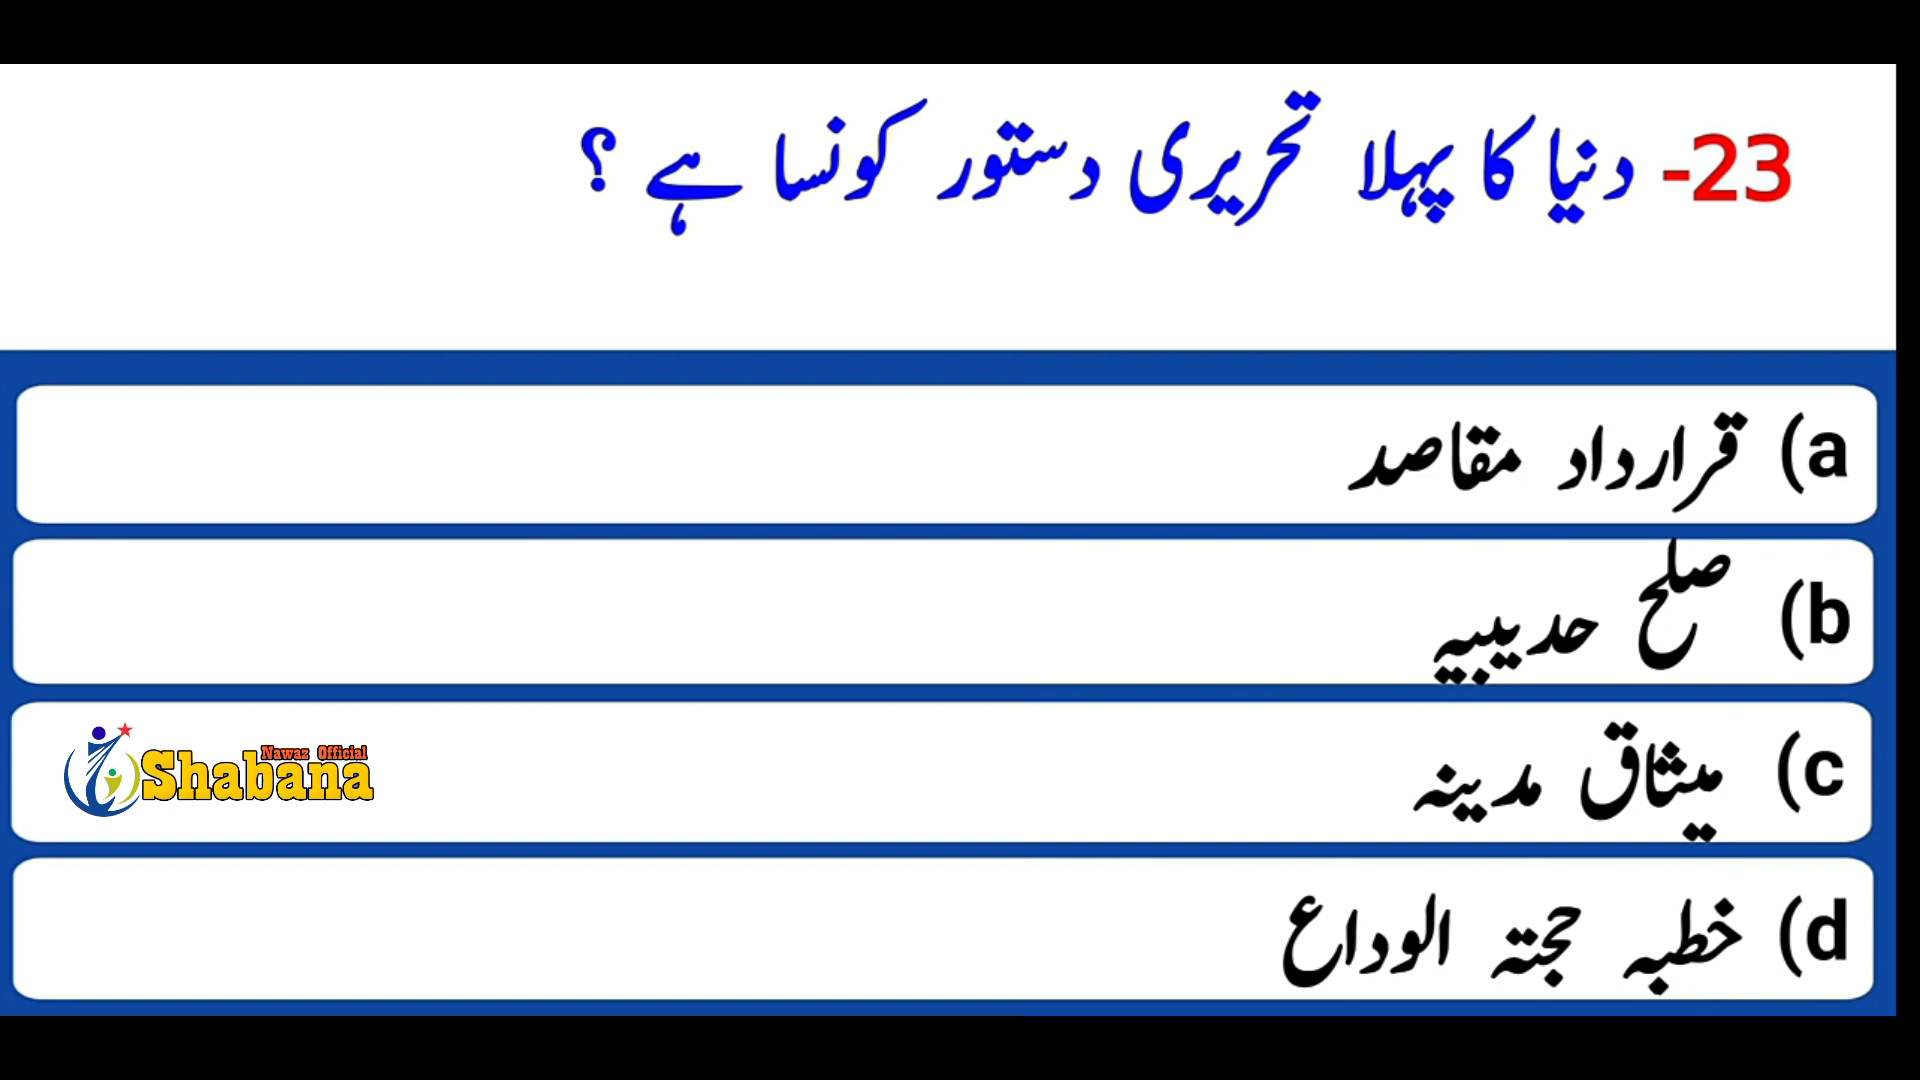 23- دنیا کا پہلا تحریری دستور کونسا ہے ؟
a) قرارداد مقاصد
b) صلح حدیبیہ
c) میثاق مدینہ
Nawaz Official
Shabana
d) خطبہ حجتہ الوداع